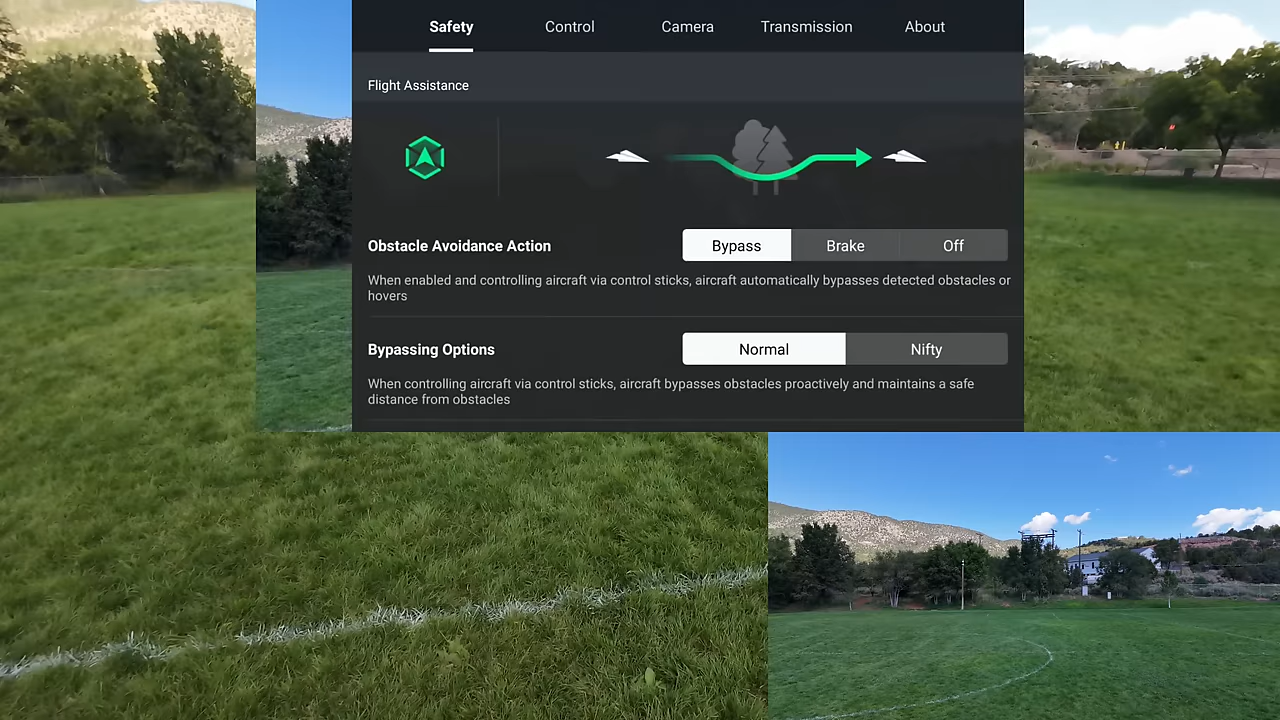 Safety Control Camera Transmission About
Flight Assistance
Obstacle Avoidance Action Bypass Brake Off
When enabled and controlling aircraft via control sticks, aircraft automatically bypasses detected obstacles or
hovers
Bypassing Options Normal Nifty
When controlling aircraft via control sticks, aircraft bypasses obstacles proactively and maintains a safe
distance from obstacles